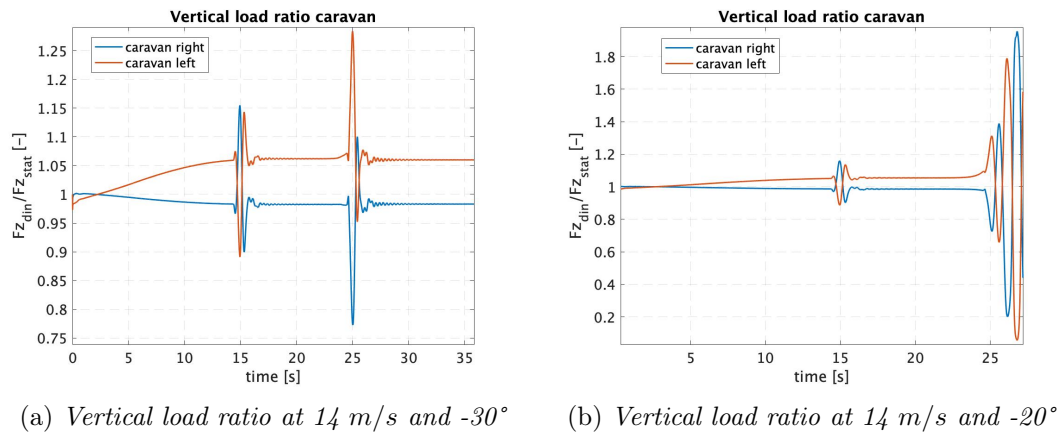 Vertical load ratio caravan
caravan right
caravan left
1.25
1.2
1.15
1.1
1.05
1
0.95
0.9
0.85
0.8
0.75
Fz_din/Fz_stat [-]
0
5
10
15
20
25
30
35
time [s]
(a) Vertical load ratio at 14 m/s and -30°
Vertical load ratio caravan
caravan right
caravan left
1.8
1.6
1.4
1.2
1
0.8
0.6
0.4
0.2
Fz_din/Fz_stat [-]
5
10
15
20
25
time [s]
(b) Vertical load ratio at 14 m/s and -20°